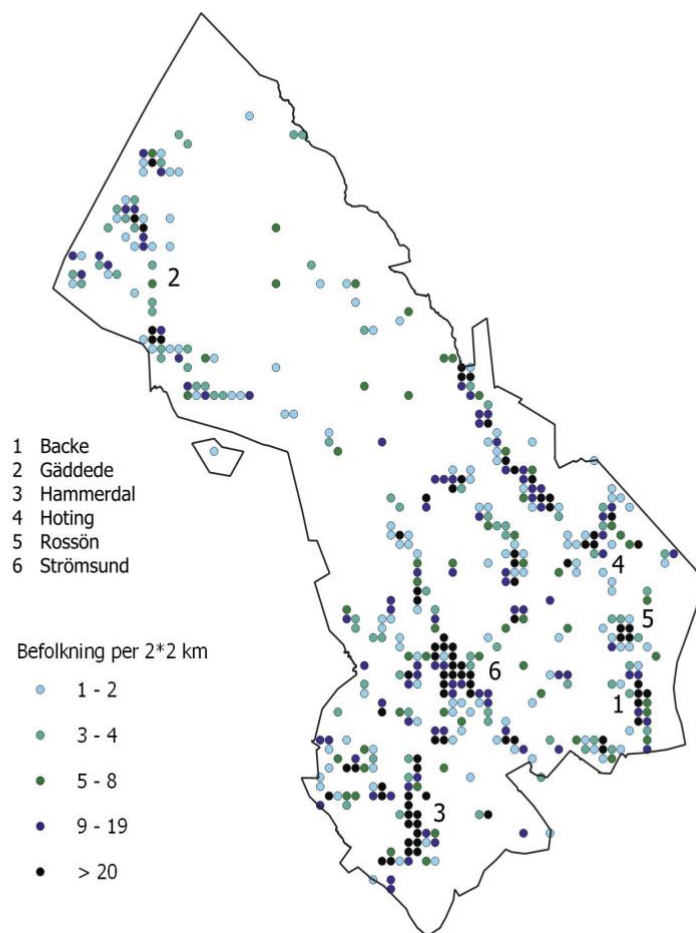 2
1 Backe
2 Gäddede
3 Hammerdal
4 Hoting
5 Rossön
6 Strömsund
4
5
Befolkning per 2*2 km
6
1 - 2
1
3 - 4
5 - 8
3
9 - 19
> 20